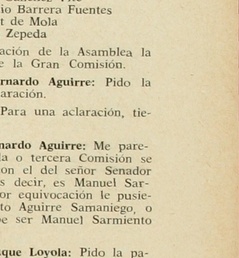 io Barrera Fuentes
t de Mola
Zepeda
ación de la Asamblea la
e la Gran Comisión.
rnardo Aguirre: Pido la
aración.
Para una aclaración, tie-
nardo Aguirre: Me pare-
la o tercera Comisión se
on el del señor Senador
s decir, es Manuel Sar-
or equivocación le pusie-
to Aguirre Samaniego, o
be ser Manuel Sarmiento
que Loyola: Pido la pa-